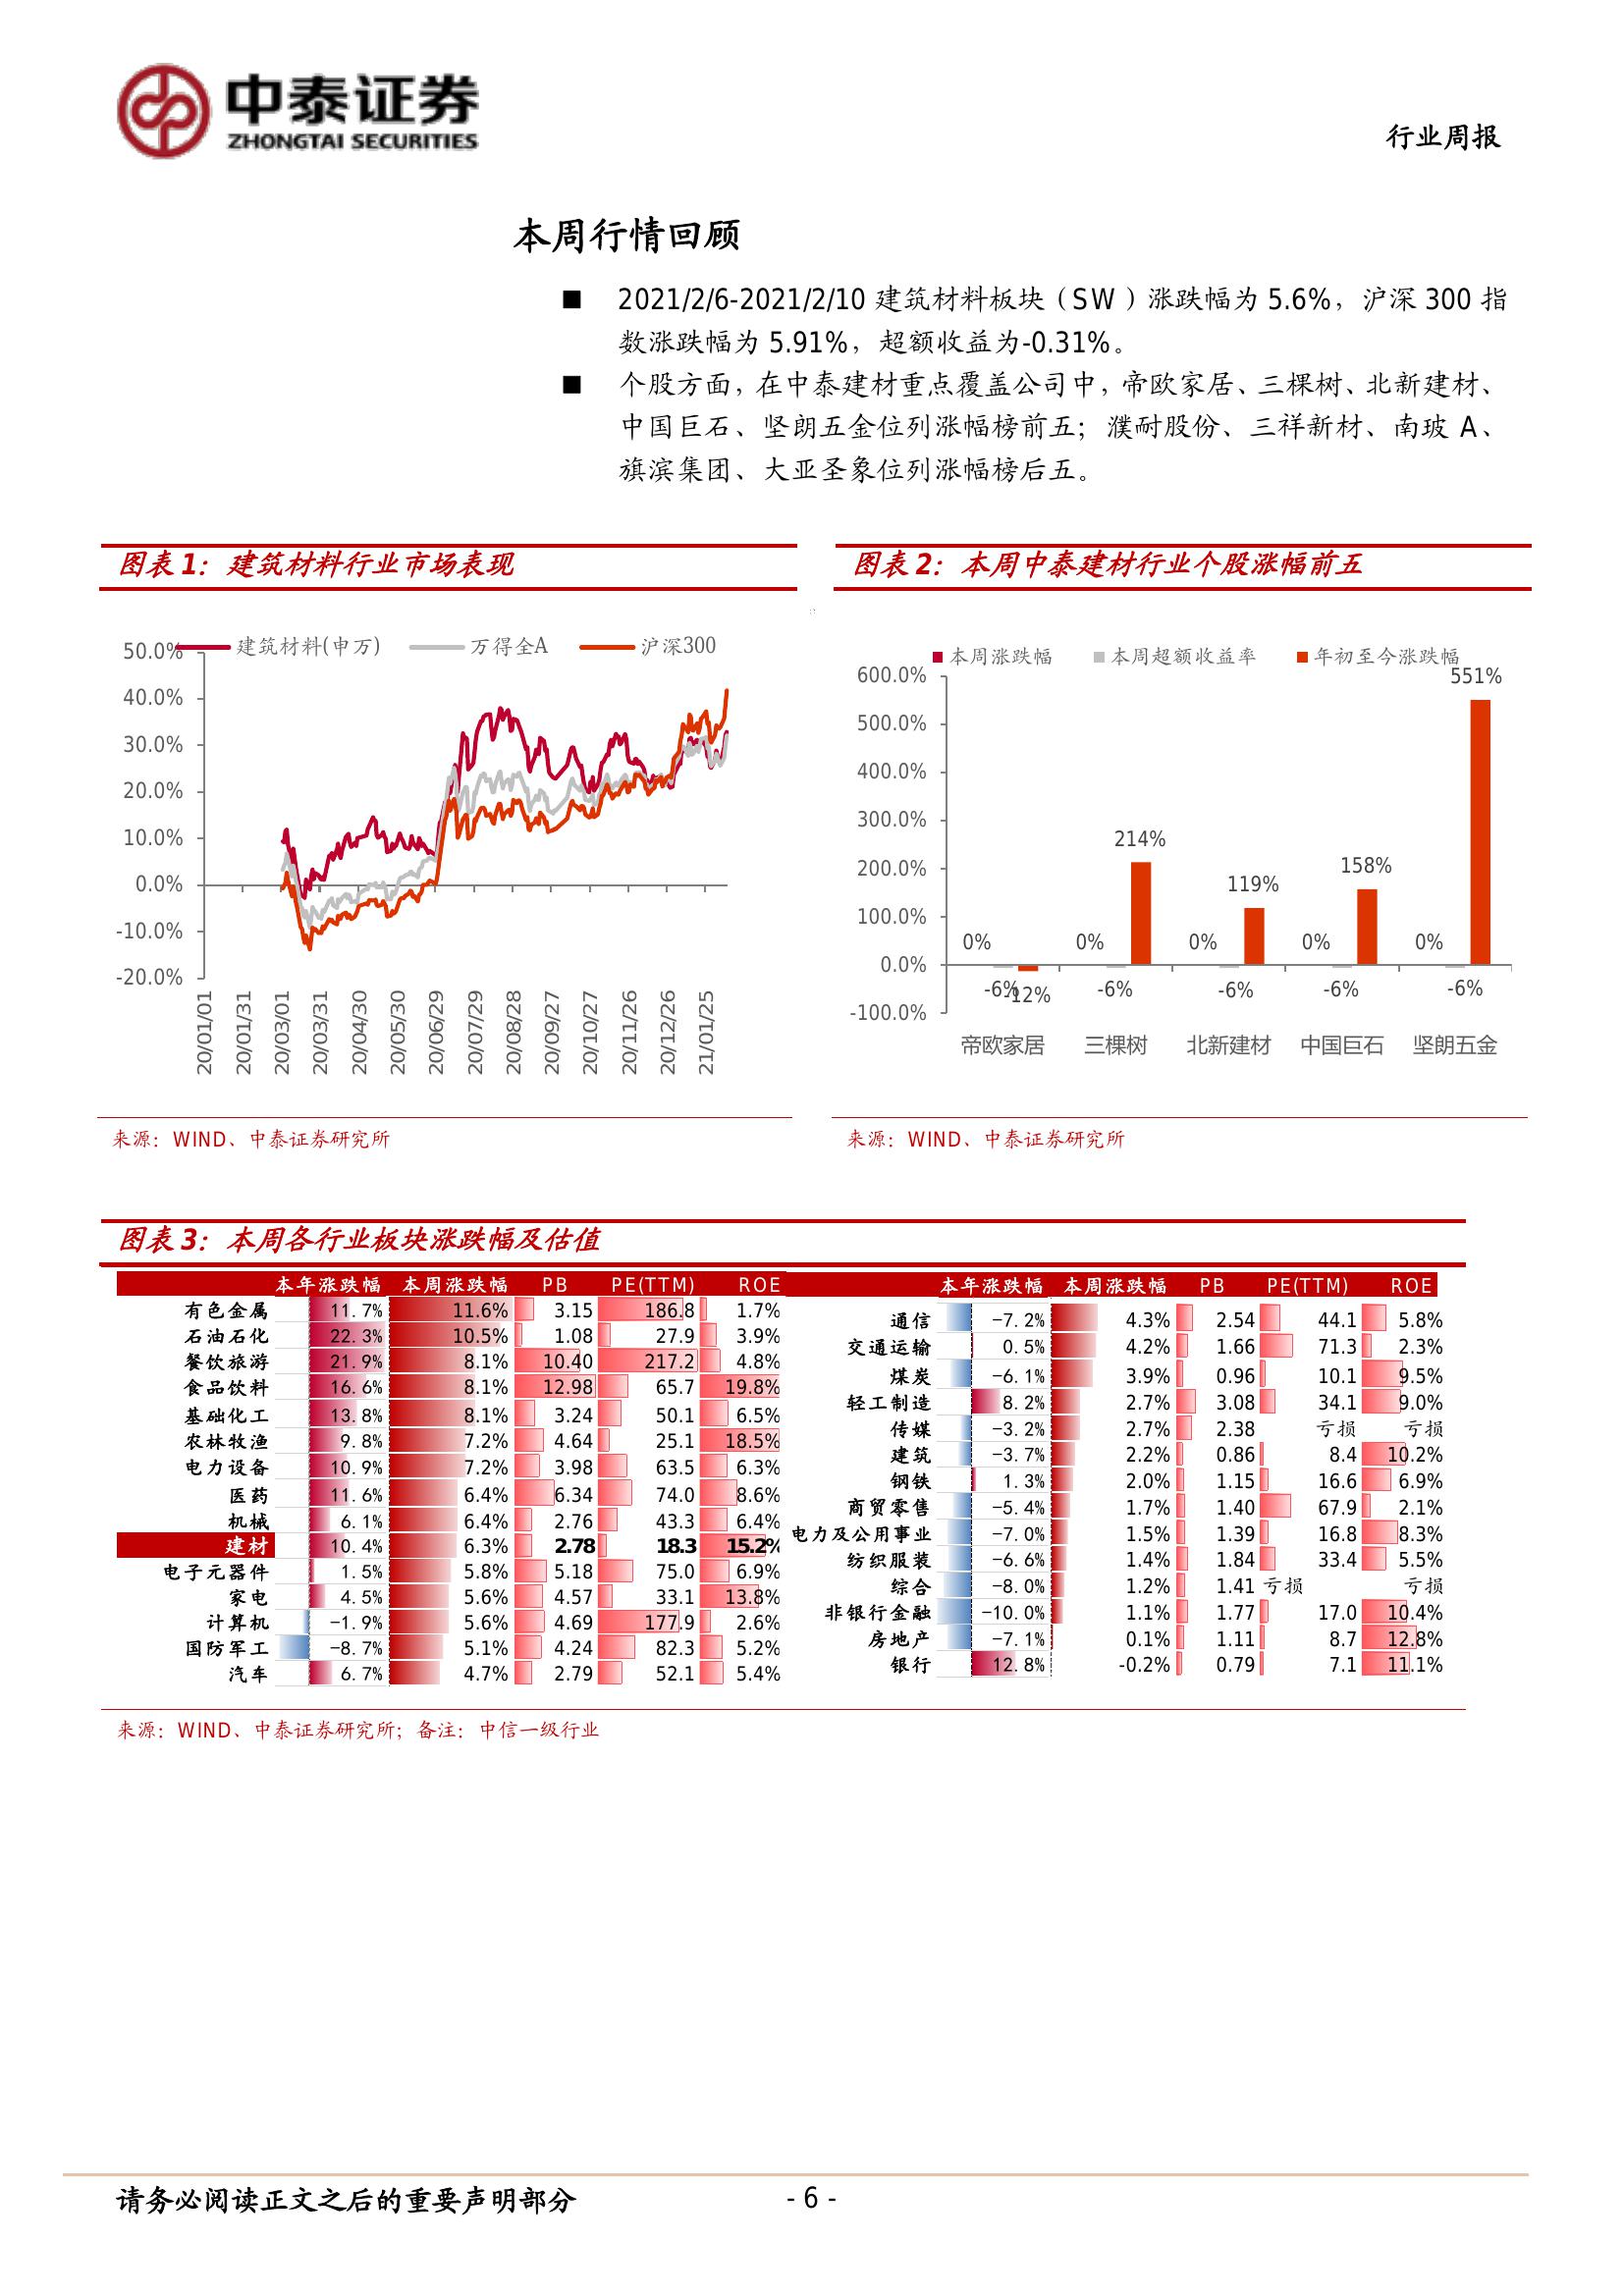 中泰证券
ZHONGTAI SECURITIES
行业周报
本周行情回顾
■ 2021/2/6-2021/2/10 建筑材料板块（SW）涨跌幅为 5.6%，沪深 300 指
数涨跌幅为 5.91%，超额收益为-0.31%。
■ 个股方面，在中泰建材重点覆盖公司中，帝欧家居、三棵树、北新建材、
中国巨石、坚朗五金位列涨幅榜前五；濮耐股份、三祥新材、南玻 A、
旗滨集团、大亚圣象位列涨幅榜后五。
图表 1：建筑材料行业市场表现
建筑材料(申万) 万得全A 沪深300
50.0%
40.0%
30.0%
20.0%
10.0%
0.0%
-10.0%
-20.0%
20/01/01 20/01/31 20/03/01 20/03/31 20/04/30 20/05/30 20/06/29 20/07/29 20/08/28 20/09/27 20/10/27 20/11/26 20/12/26 21/01/25
来源：WIND、中泰证券研究所
图表 2：本周中泰建材行业个股涨幅前五
本周涨跌幅 本周超额收益率 年初至今涨跌幅
600.0%
500.0%
400.0%
300.0%
200.0%
100.0%
0.0%
-100.0%
551%
214%
158%
119%
0% 0% 0% 0% 0%
-6% -12% -6% -6% -6% -6%
帝欧家居 三棵树 北新建材 中国巨石 坚朗五金
来源：WIND、中泰证券研究所
图表 3：本周各行业板块涨跌幅及估值
本年涨跌幅 本周涨跌幅 PB PE(TTM) ROE
有色金属 11.7% 11.6% 3.15 186.8 1.7%
石油石化 22.3% 10.5% 1.08 27.9 3.9%
餐饮旅游 21.9% 8.1% 10.40 217.2 4.8%
食品饮料 16.6% 8.1% 12.98 65.7 19.8%
基础化工 13.8% 8.1% 3.24 50.1 6.5%
农林牧渔 9.8% 7.2% 4.64 25.1 18.5%
电力设备 10.9% 7.2% 3.98 63.5 6.3%
医药 11.6% 6.4% 6.34 74.0 8.6%
机械 6.1% 6.4% 2.76 43.3 6.4%
建材 10.4% 6.3% 2.78 18.3 15.2%
电子元器件 1.5% 5.8% 5.18 75.0 6.9%
家电 4.5% 5.6% 4.57 33.1 13.8%
计算机 -1.9% 5.6% 4.69 177.9 2.6%
国防军工 -8.7% 5.1% 4.24 82.3 5.2%
汽车 6.7% 4.7% 2.79 52.1 5.4%
本年涨跌幅 本周涨跌幅 PB PE(TTM) ROE
通信 -7.2% 4.3% 2.54 44.1 5.8%
交通运输 0.5% 4.2% 1.66 71.3 2.3%
煤炭 -6.1% 3.9% 0.96 10.1 9.5%
轻工制造 8.2% 2.7% 3.08 34.1 9.0%
传媒 -3.2% 2.7% 2.38 亏损 亏损
建筑 -3.7% 2.2% 0.86 8.4 10.2%
钢铁 1.3% 2.0% 1.15 16.6 6.9%
商贸零售 -5.4% 1.7% 1.40 67.9 2.1%
电力及公用事业 -7.0% 1.5% 1.39 16.8 8.3%
纺织服装 -6.6% 1.4% 1.84 33.4 5.5%
综合 -8.0% 1.2% 1.41 亏损 亏损
非银行金融 -10.0% 1.1% 1.77 17.0 10.4%
房地产 -7.1% 0.1% 1.11 8.7 12.8%
银行 12.8% -0.2% 0.79 7.1 11.1%
来源：WIND、中泰证券研究所；备注：中信一级行业
请务必阅读正文之后的重要声明部分
- 6 -